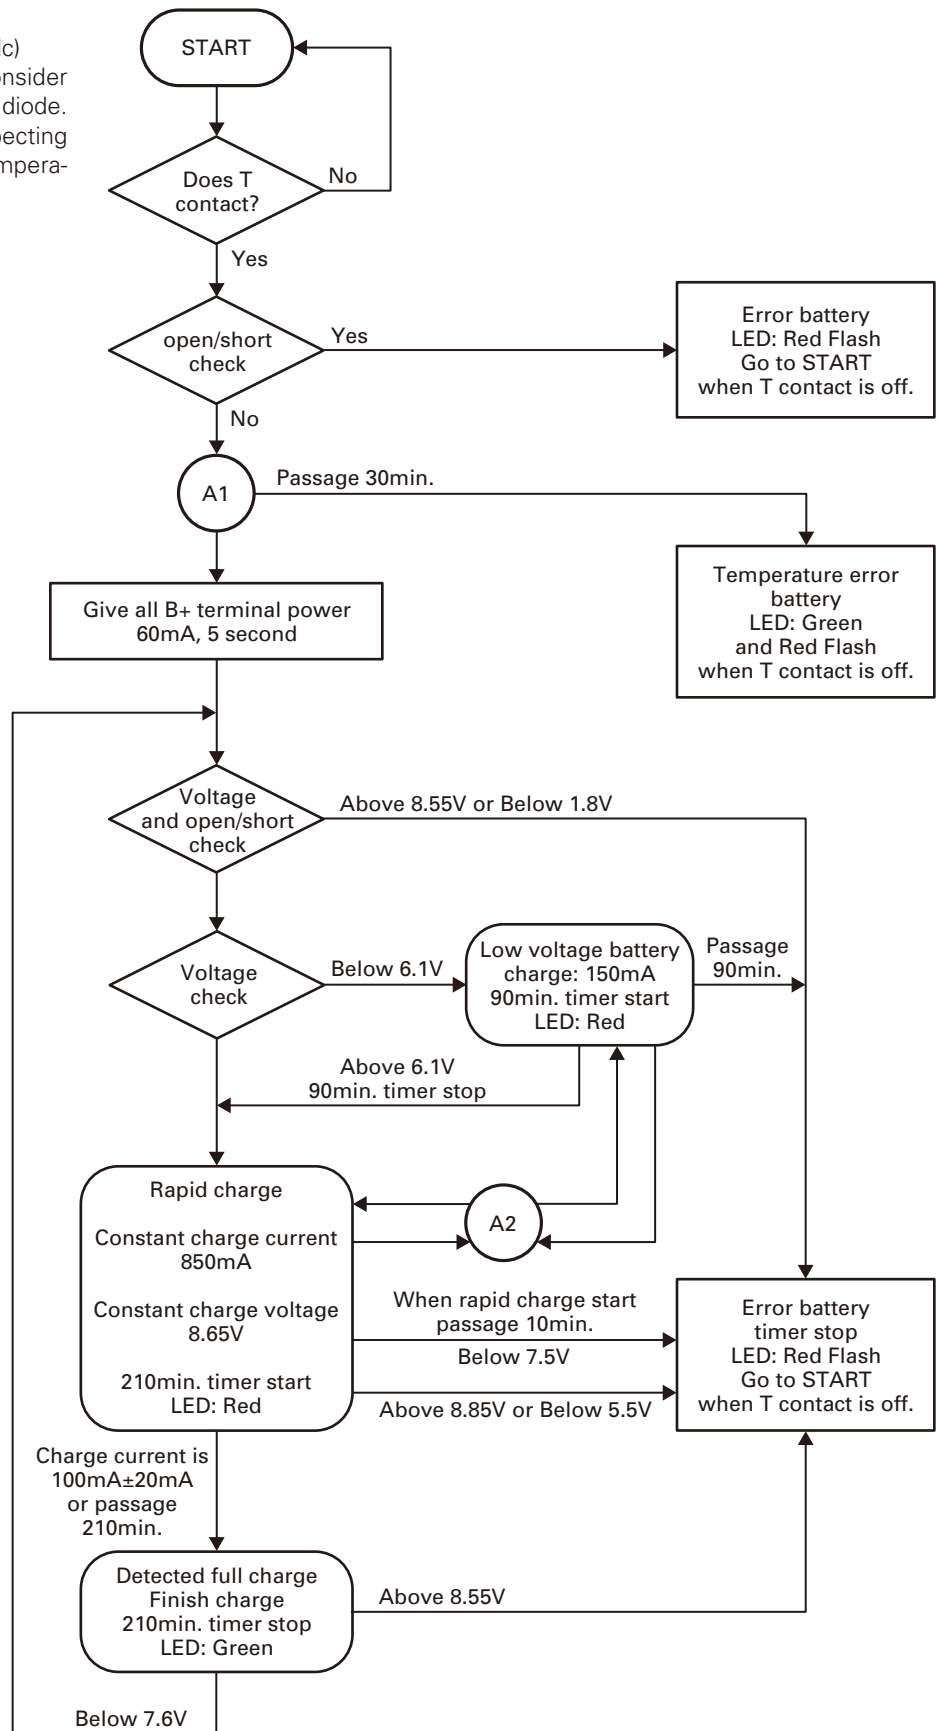 lc)
onsider
diode.
pecting
mpera-
START
Does T
contact?
No
Yes
open/short
check
Yes
Error battery
LED: Red Flash
Go to START
when T contact is off.
No
A1
Passage 30min.
Temperature error
battery
LED: Green
and Red Flash
when T contact is off.
Give all B+ terminal power
60mA, 5 second
Voltage
and open/short
check
Above 8.55V or Below 1.8V
Voltage
check
Below 6.1V
Low voltage battery
charge: 150mA
90min. timer start
LED: Red
Passage
90min.
Above 6.1V
90min. timer stop
Rapid charge
Constant charge current
850mA
Constant charge voltage
8.65V
210min. timer start
LED: Red
A2
When rapid charge start
passage 10min.
Below 7.5V
Above 8.85V or Below 5.5V
Error battery
timer stop
LED: Red Flash
Go to START
when T contact is off.
Charge current is
100mA±20mA
or passage
210min.
Detected full charge
Finish charge
210min. timer stop
LED: Green
Above 8.55V
Below 7.6V